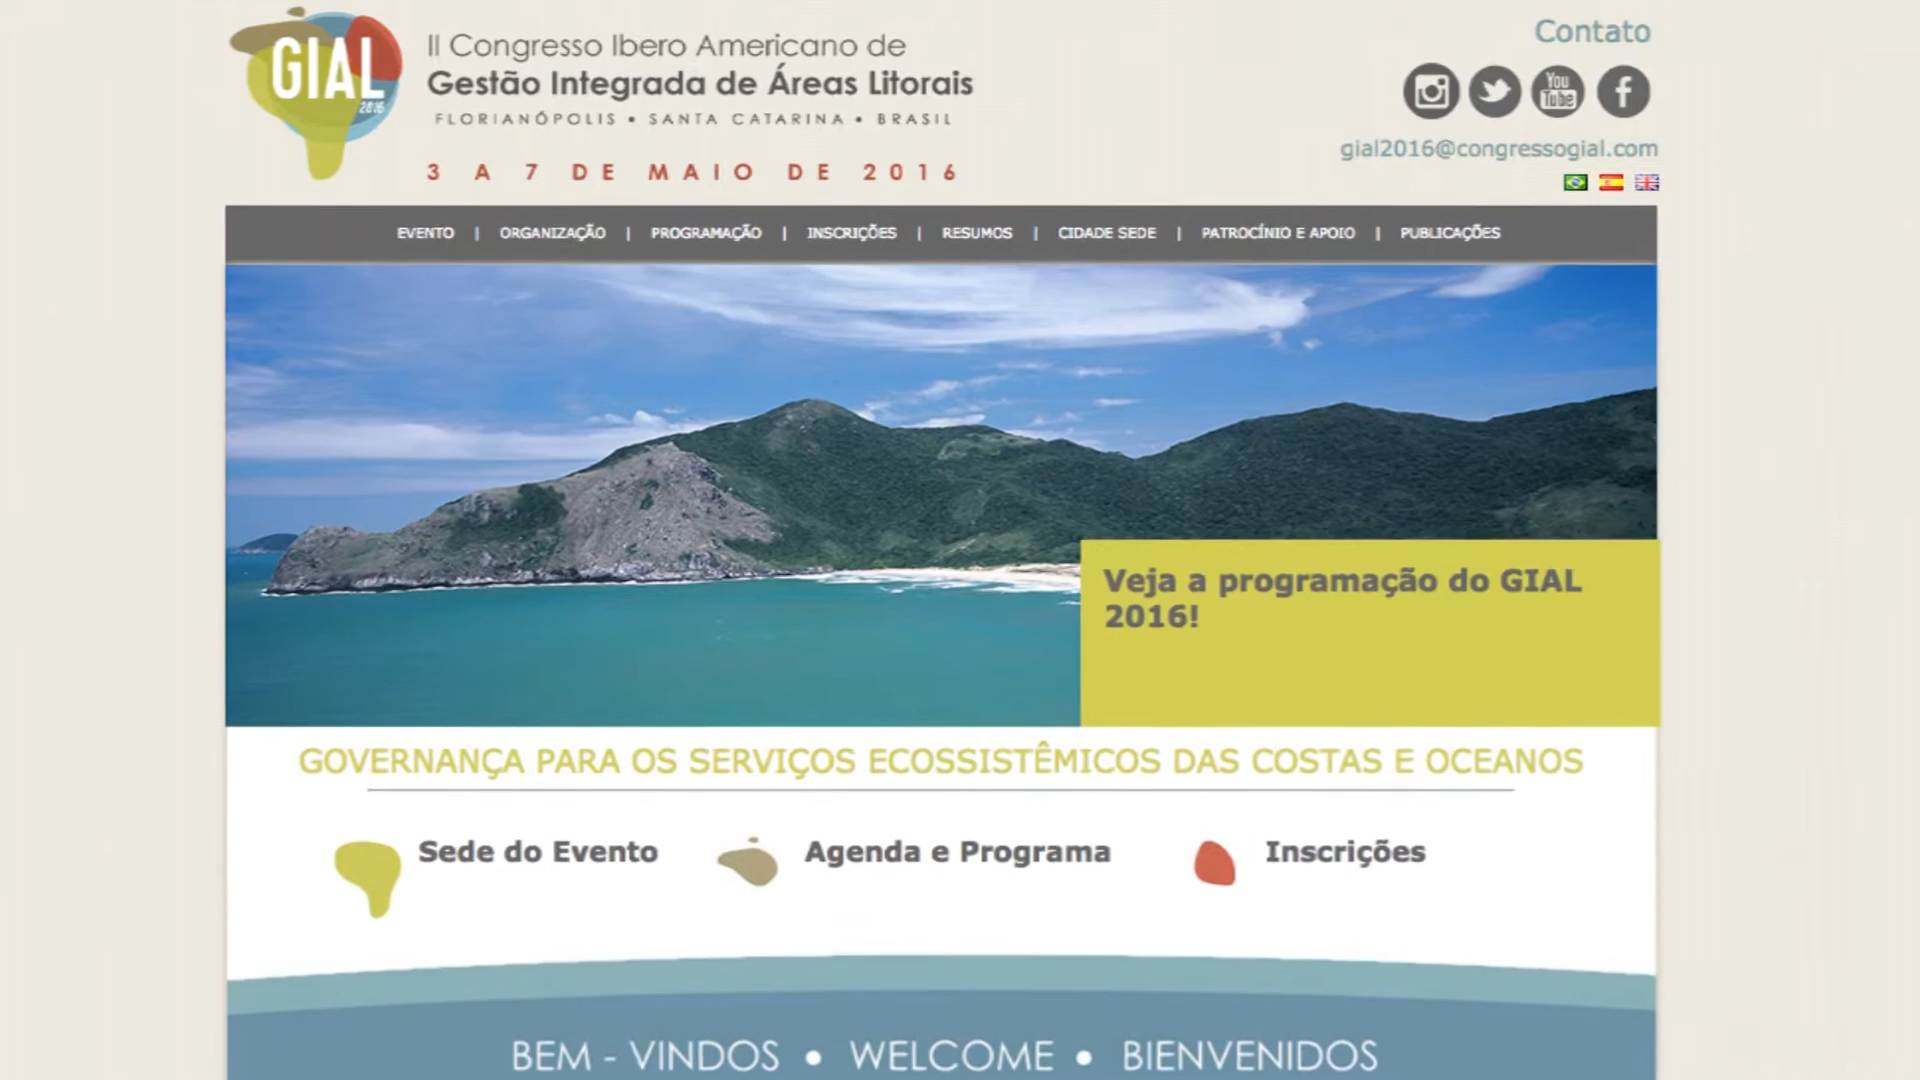 GIAL
2016
II Congresso Ibero Americano de
Gestão Integrada de Áreas Litorais
FLORIANÓPOLIS • SANTA CATARINA • BRASIL
3 A 7 DE MAIO DE 2016
Contato
You
Tube
gial2016@congressogial.com
EVENTO | ORGANIZAÇÃO | PROGRAMAÇÃO | INSCRIÇÕES | RESUMOS | CIDADE SEDE | PATROCÍNIO E APOIO | PUBLICAÇÕES
Veja a programação do GIAL
2016!
GOVERNANÇA PARA OS SERVIÇOS ECOSSISTÊMICOS DAS COSTAS E OCEANOS
Sede do Evento
Agenda e Programa
Inscrições
BEM - VINDOS • WELCOME • BIENVENIDOS